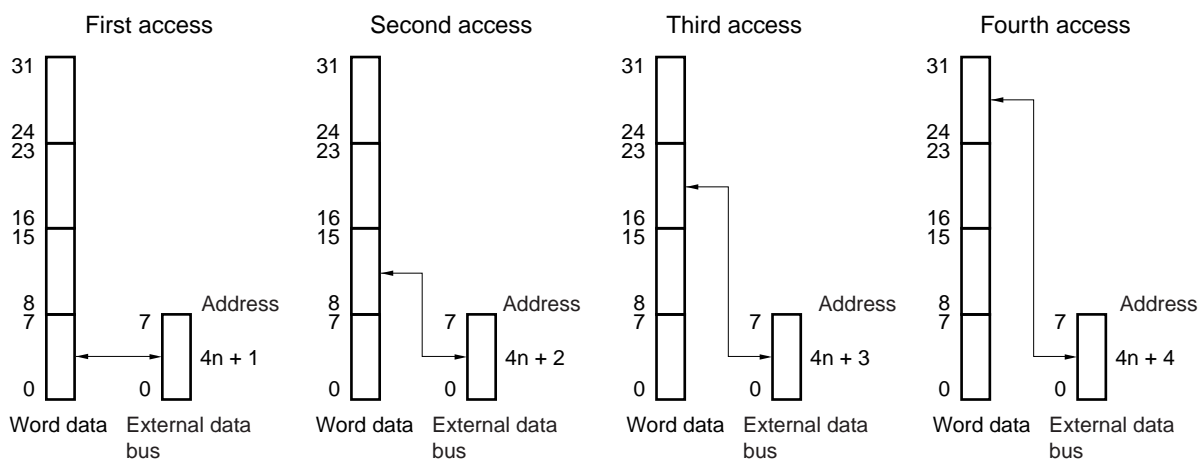 First access
31
24
23
16
15
8
7
0
Word data
7
0
Address
4n + 1
External data
bus
Second access
31
24
23
16
15
8
7
0
Word data
7
0
Address
4n + 2
External data
bus
Third access
31
24
23
16
15
8
7
0
Word data
7
0
Address
4n + 3
External data
bus
Fourth access
31
24
23
16
15
8
7
0
Word data
7
0
Address
4n + 4
External data
bus